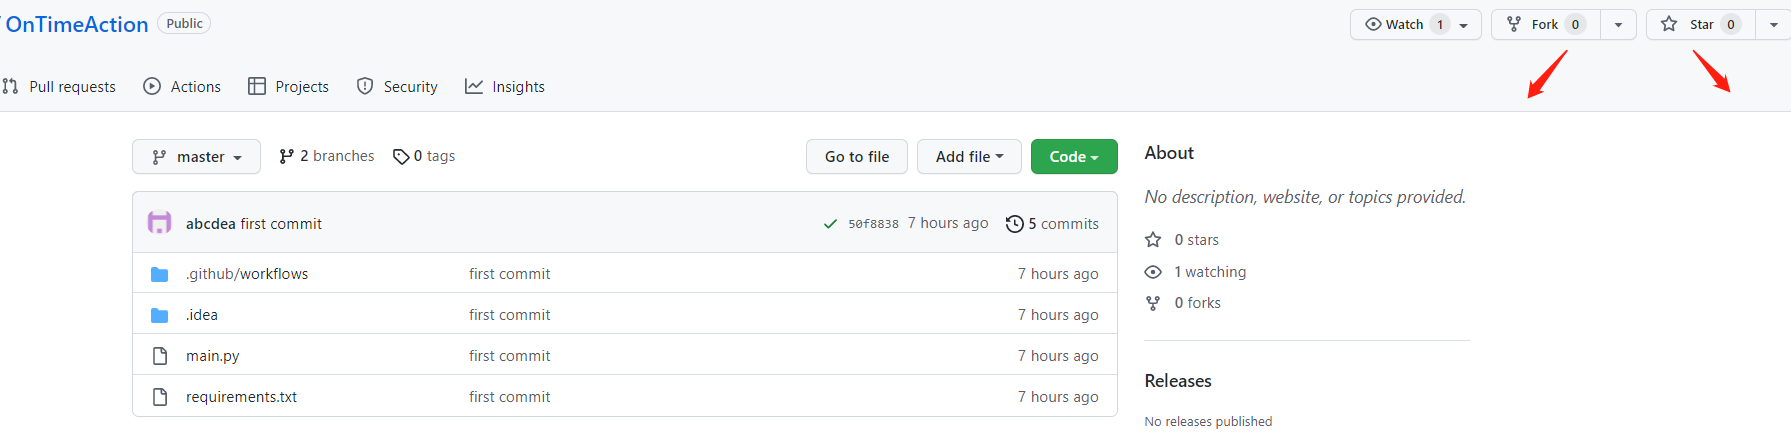 OnTimeAction Public Watch 1 Fork 0 Star 0
Pull requests Actions Projects Security Insights
master 2 branches 0 tags Go to file Add file Code
abcdea first commit 50f8838 7 hours ago 5 commits
.github/workflows first commit 7 hours ago
.idea first commit 7 hours ago
main.py first commit 7 hours ago
requirements.txt first commit 7 hours ago
About
No description, website, or topics provided.
0 stars
1 watching
0 forks
Releases
No releases published